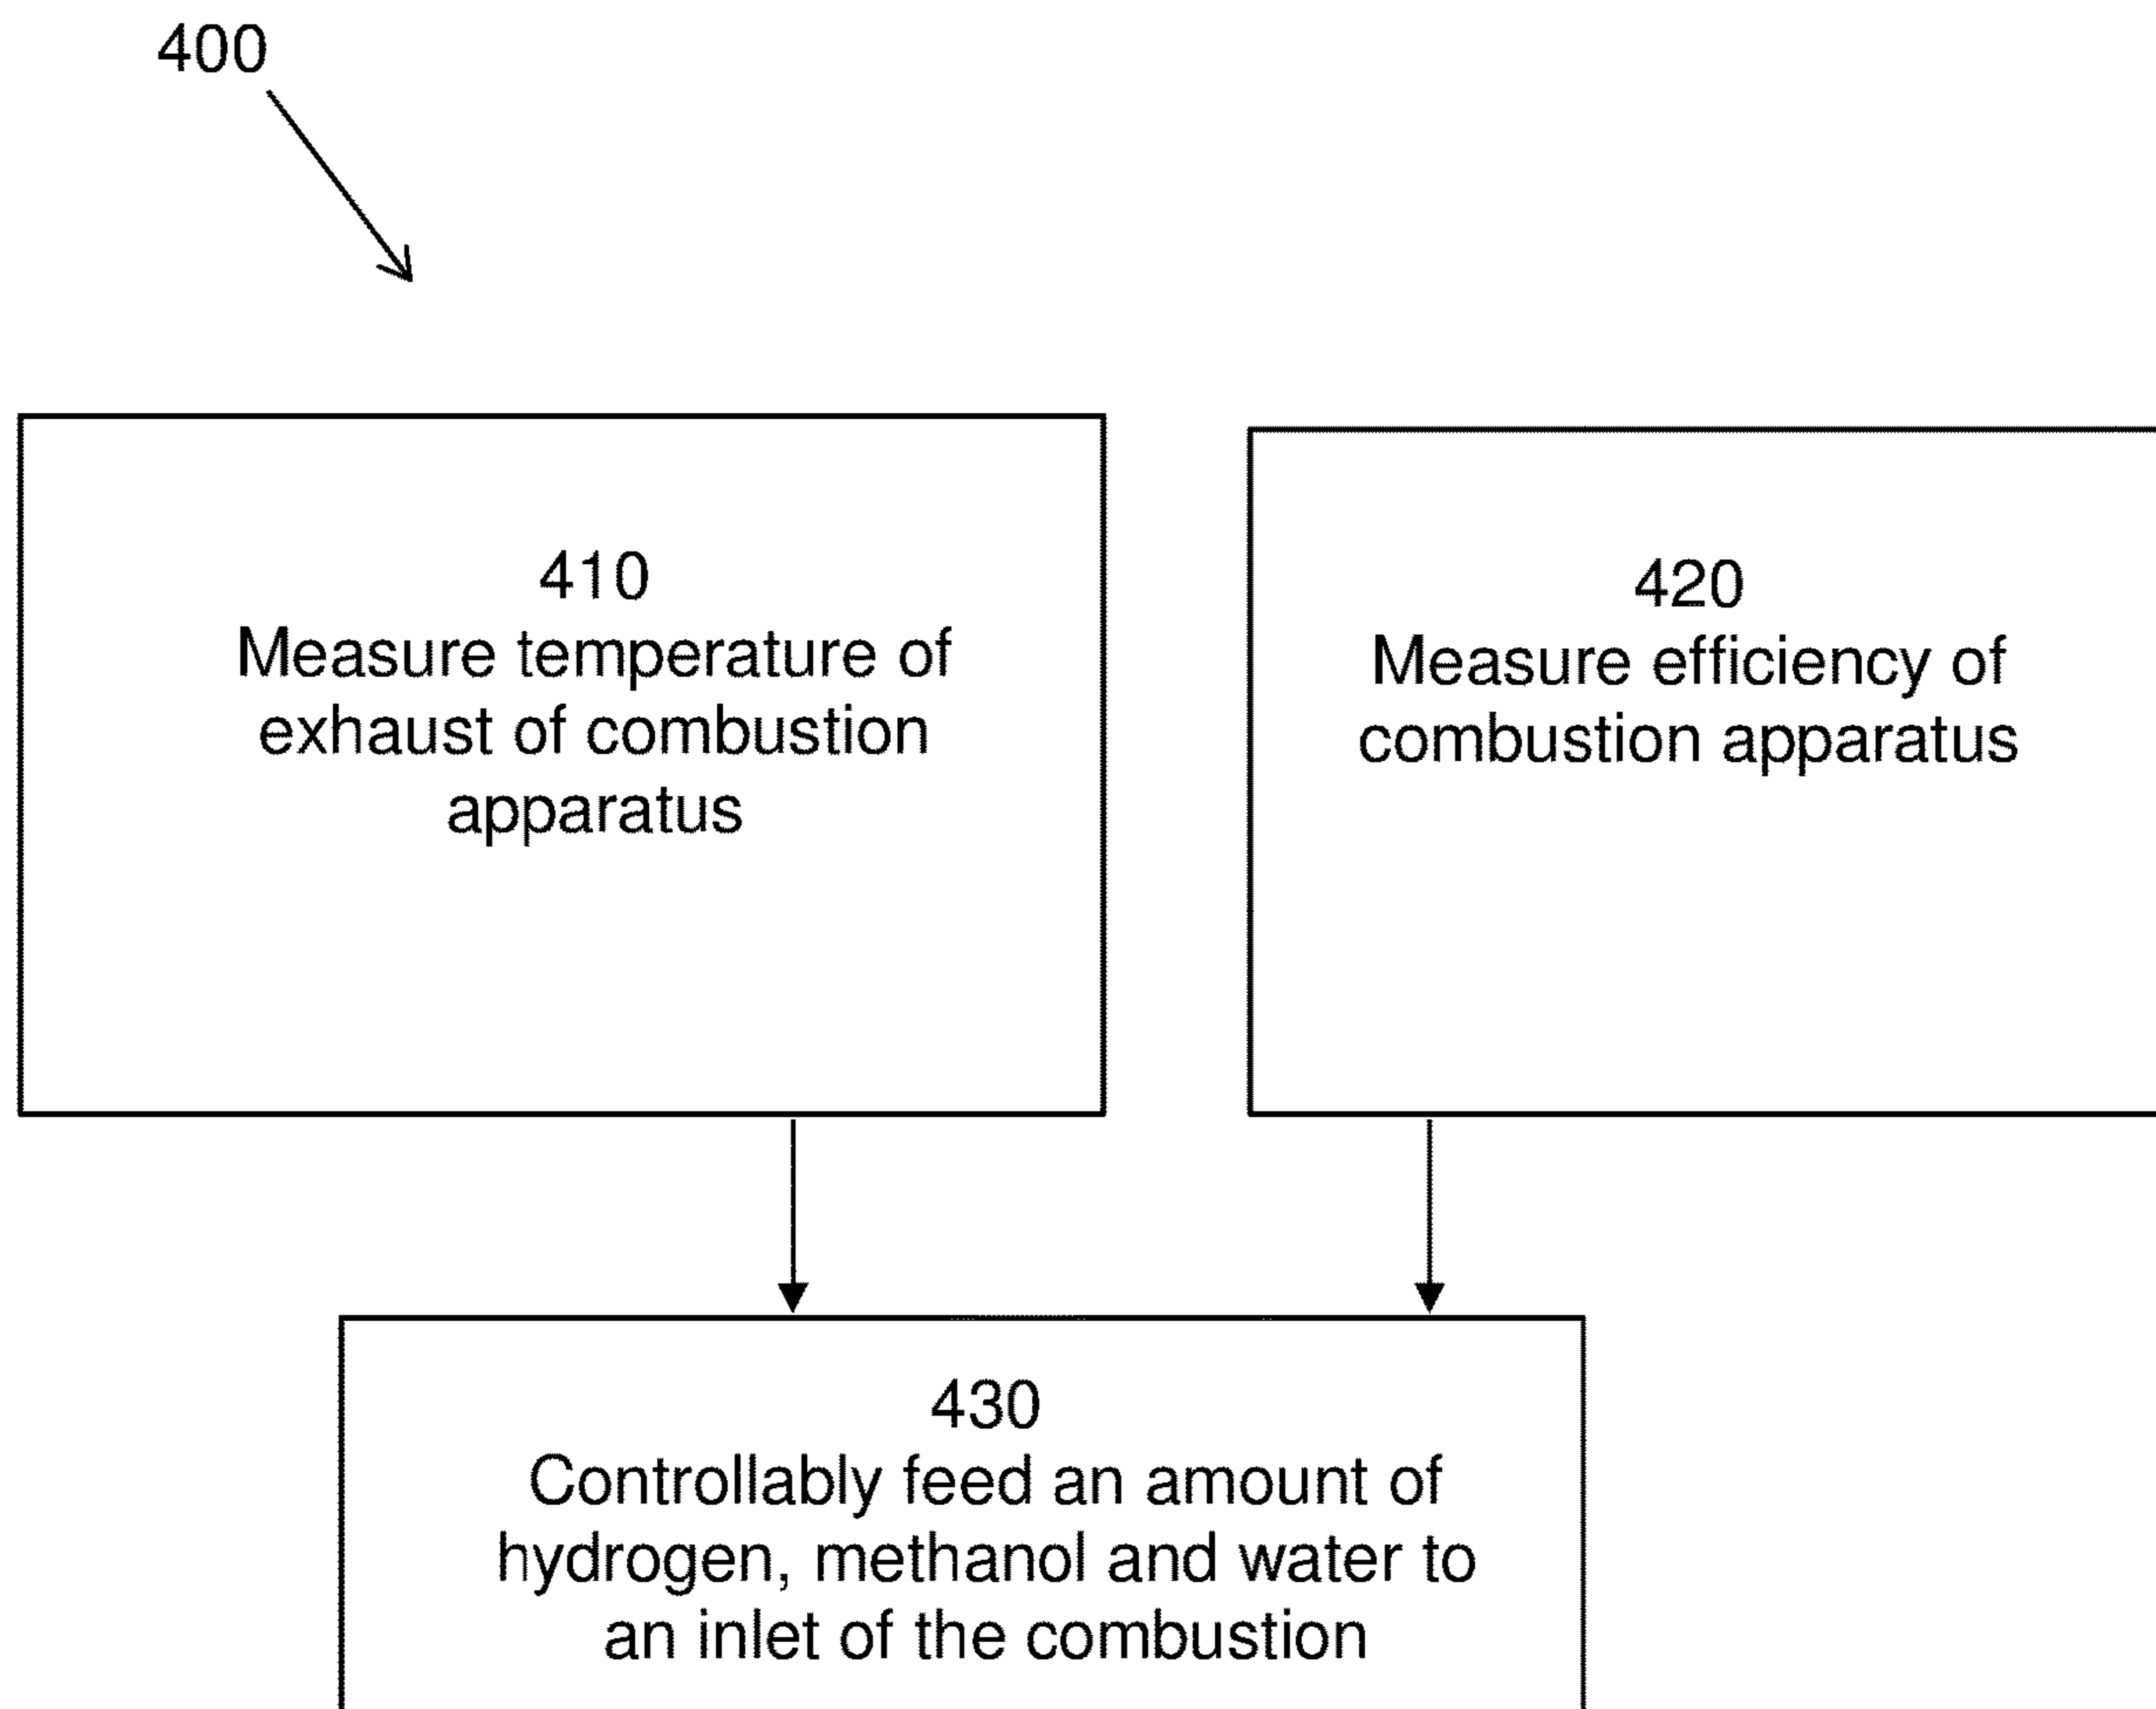 400
410
Measure temperature of
exhaust of combustion
apparatus
420
Measure efficiency of
combustion apparatus
430
Controllably feed an amount of
hydrogen, methanol and water to
an inlet of the combustion